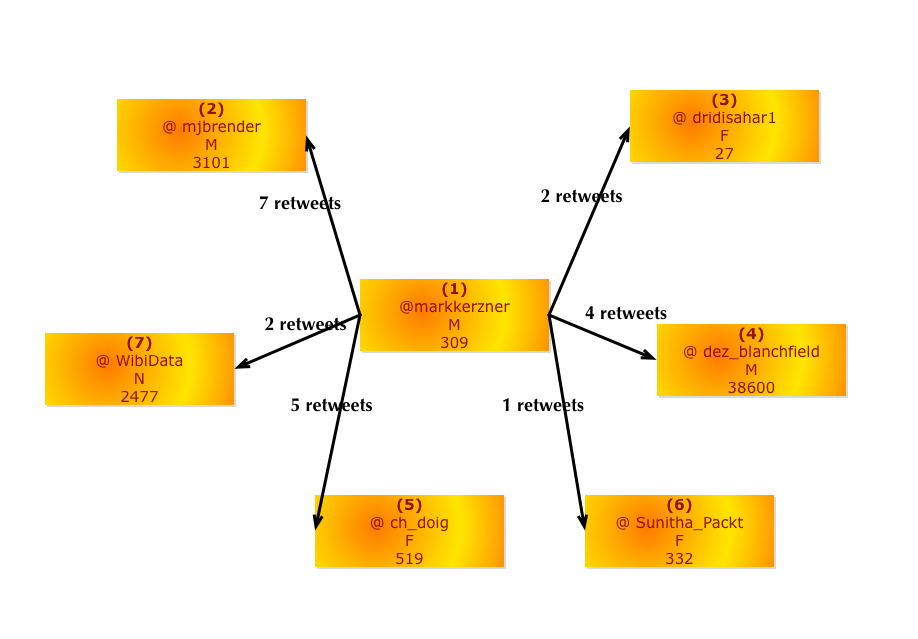 (2)
@ mjbrender
M
3101
(3)
@ dridisahar1
F
27
7 retweets
2 retweets
(1)
@markkerzner
M
309
2 retweets
4 retweets
(7)
@ WibiData
N
2477
(4)
@ dez_blanchfield
M
38600
5 retweets
1 retweets
(5)
@ ch_doig
F
519
(6)
@ Sunitha_Packt
F
332